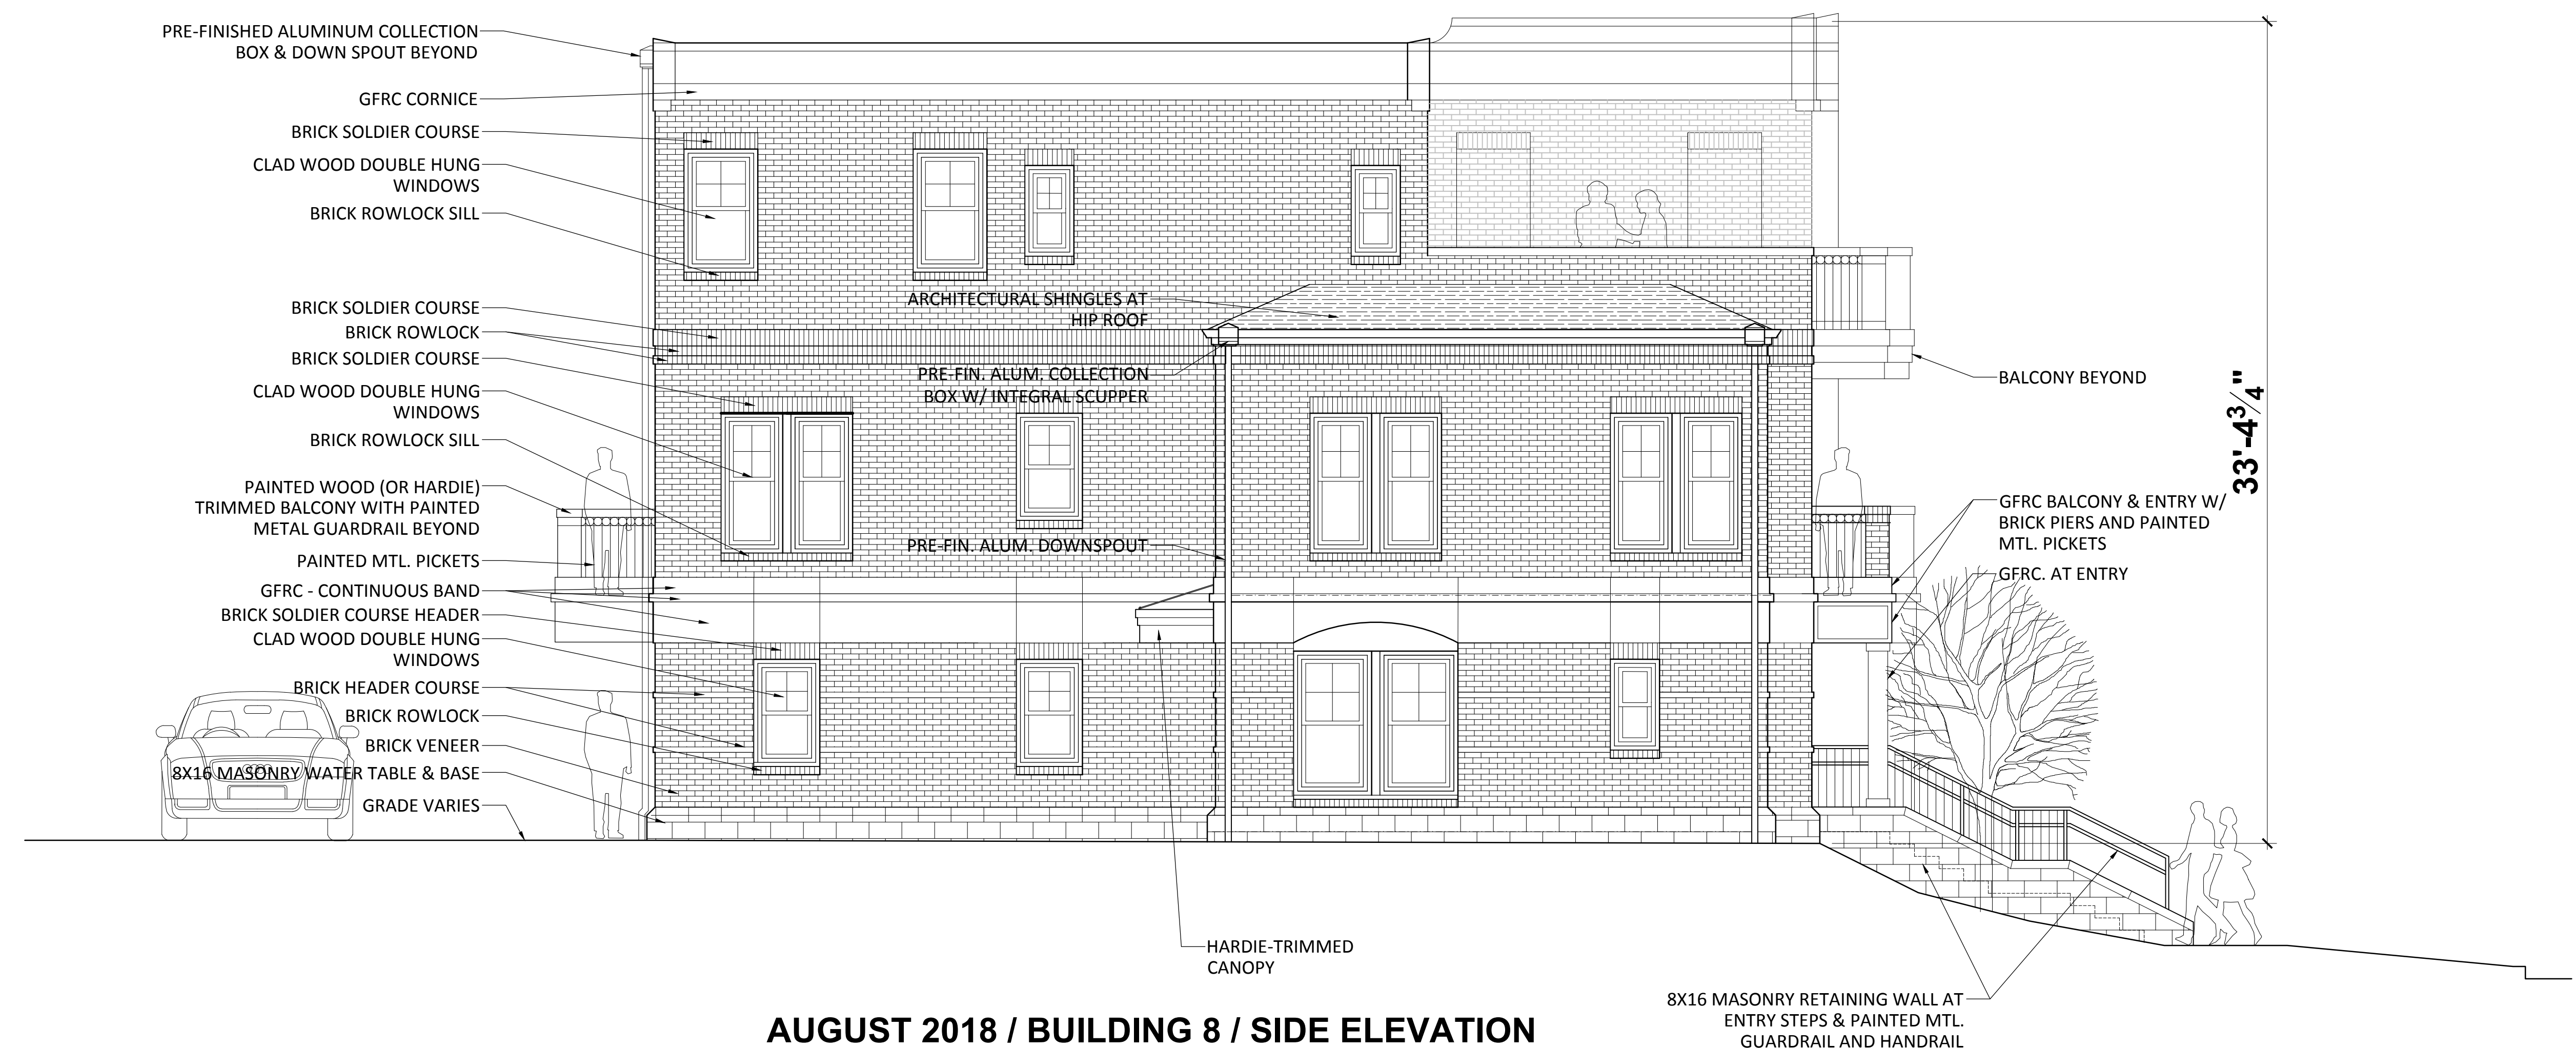 PRE-FINISHED ALUMINUM COLLECTION
BOX & DOWN SPOUT BEYOND
GFRC CORNICE
BRICK SOLDIER COURSE
CLAD WOOD DOUBLE HUNG
WINDOWS
BRICK ROWLOCK SILL
BRICK SOLDIER COURSE
BRICK ROWLOCK
BRICK SOLDIER COURSE
CLAD WOOD DOUBLE HUNG
WINDOWS
BRICK ROWLOCK SILL
PAINTED WOOD (OR HARDIE)
TRIMMED BALCONY WITH PAINTED
METAL GUARDRAIL BEYOND
PAINTED MTL. PICKETS
GFRC - CONTINUOUS BAND
BRICK SOLDIER COURSE HEADER
CLAD WOOD DOUBLE HUNG
WINDOWS
BRICK HEADER COURSE
BRICK ROWLOCK
BRICK VENEER
8X16 MASONRY WATER TABLE & BASE
GRADE VARIES
ARCHITECTURAL SHINGLES AT
HIP ROOF
PRE-FIN. ALUM. COLLECTION
BOX W/ INTEGRAL SCUPPER
PRE-FIN. ALUM. DOWNSPOUT
HARDIE-TRIMMED
CANOPY
BALCONY BEYOND
33'-4 3/4"
GFRC BALCONY & ENTRY W/
BRICK PIERS AND PAINTED
MTL. PICKETS
GFRC. AT ENTRY
8X16 MASONRY RETAINING WALL AT
ENTRY STEPS & PAINTED MTL.
GUARDRAIL AND HANDRAIL
AUGUST 2018 / BUILDING 8 / SIDE ELEVATION